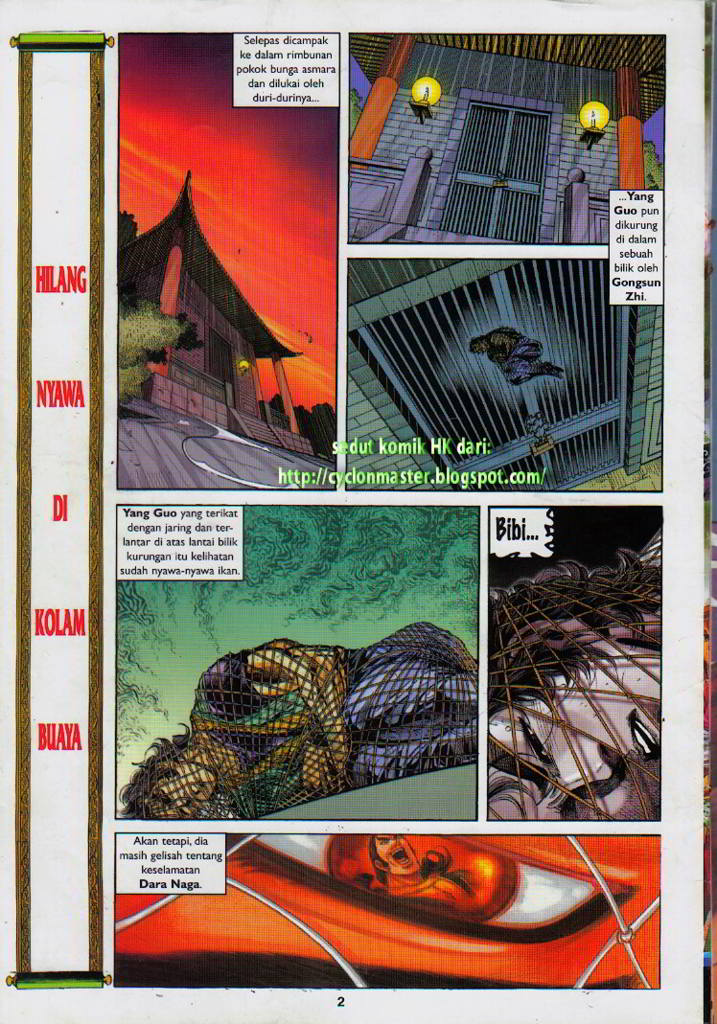 HILANG
NYAWA
DI
KOLAM
BUAYA
Selepas dicampak
ke dalam rimbunan
pokok bunga asmara
dan dilukai oleh
duri-durinya...
...Yang
Guo pun
dikurung
di dalam
sebuah
bilik oleh
Gongsun
Zhi.
sedut komik HK dari:
http://cyclonmaster.blogspot.com/
Yang Guo yang terikat
dengan jaring dan ter-
lantar di atas lantai bilik
kurungan itu kelihatan
sudah nyawa-nyawa ikan.
Bibi...
Akan tetapi, dia
masih gelisah tentang
keselamatan
Dara Naga.
2